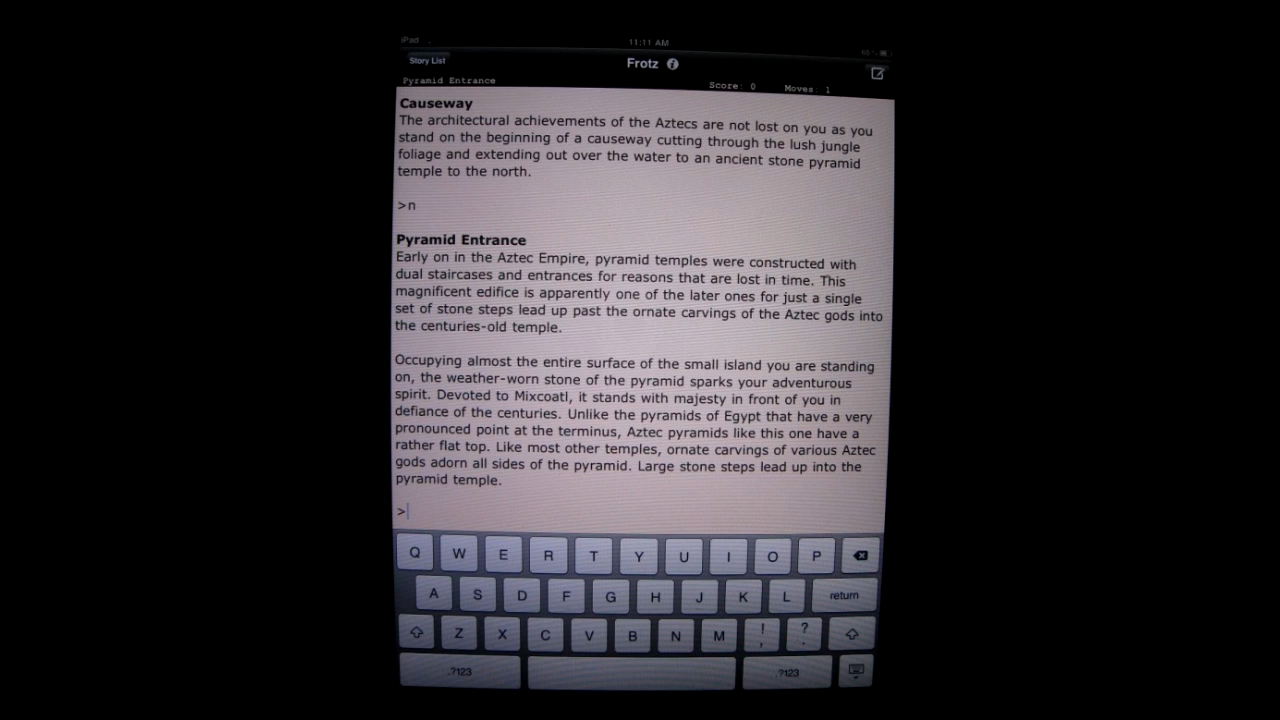 iPad
11:11 AM
Story List
Frotz
Pyramid Entrance Score: 0 Moves: 1
Causeway
The architectural achievements of the Aztecs are not lost on you as you
stand on the beginning of a causeway cutting through the lush jungle
foliage and extending out over the water to an ancient stone pyramid
temple to the north.
>n
Pyramid Entrance
Early on in the Aztec Empire, pyramid temples were constructed with
dual staircases and entrances for reasons that are lost in time. This
magnificent edifice is apparently one of the later ones for just a single
set of stone steps lead up past the ornate carvings of the Aztec gods into
the centuries-old temple.
Occupying almost the entire surface of the small island you are standing
on, the weather-worn stone of the pyramid sparks your adventurous
spirit. Devoted to Mixcoatl, it stands with majesty in front of you in
defiance of the centuries. Unlike the pyramids of Egypt that have a very
pronounced point at the terminus, Aztec pyramids like this one have a
rather flat top. Like most other temples, ornate carvings of various Aztec
gods adorn all sides of the pyramid. Large stone steps lead up into the
pyramid temple.
>
Q W E R T Y U I O P
A S D F G H J K L return
Z X C V B N M ! , ? .
.?123 .?123